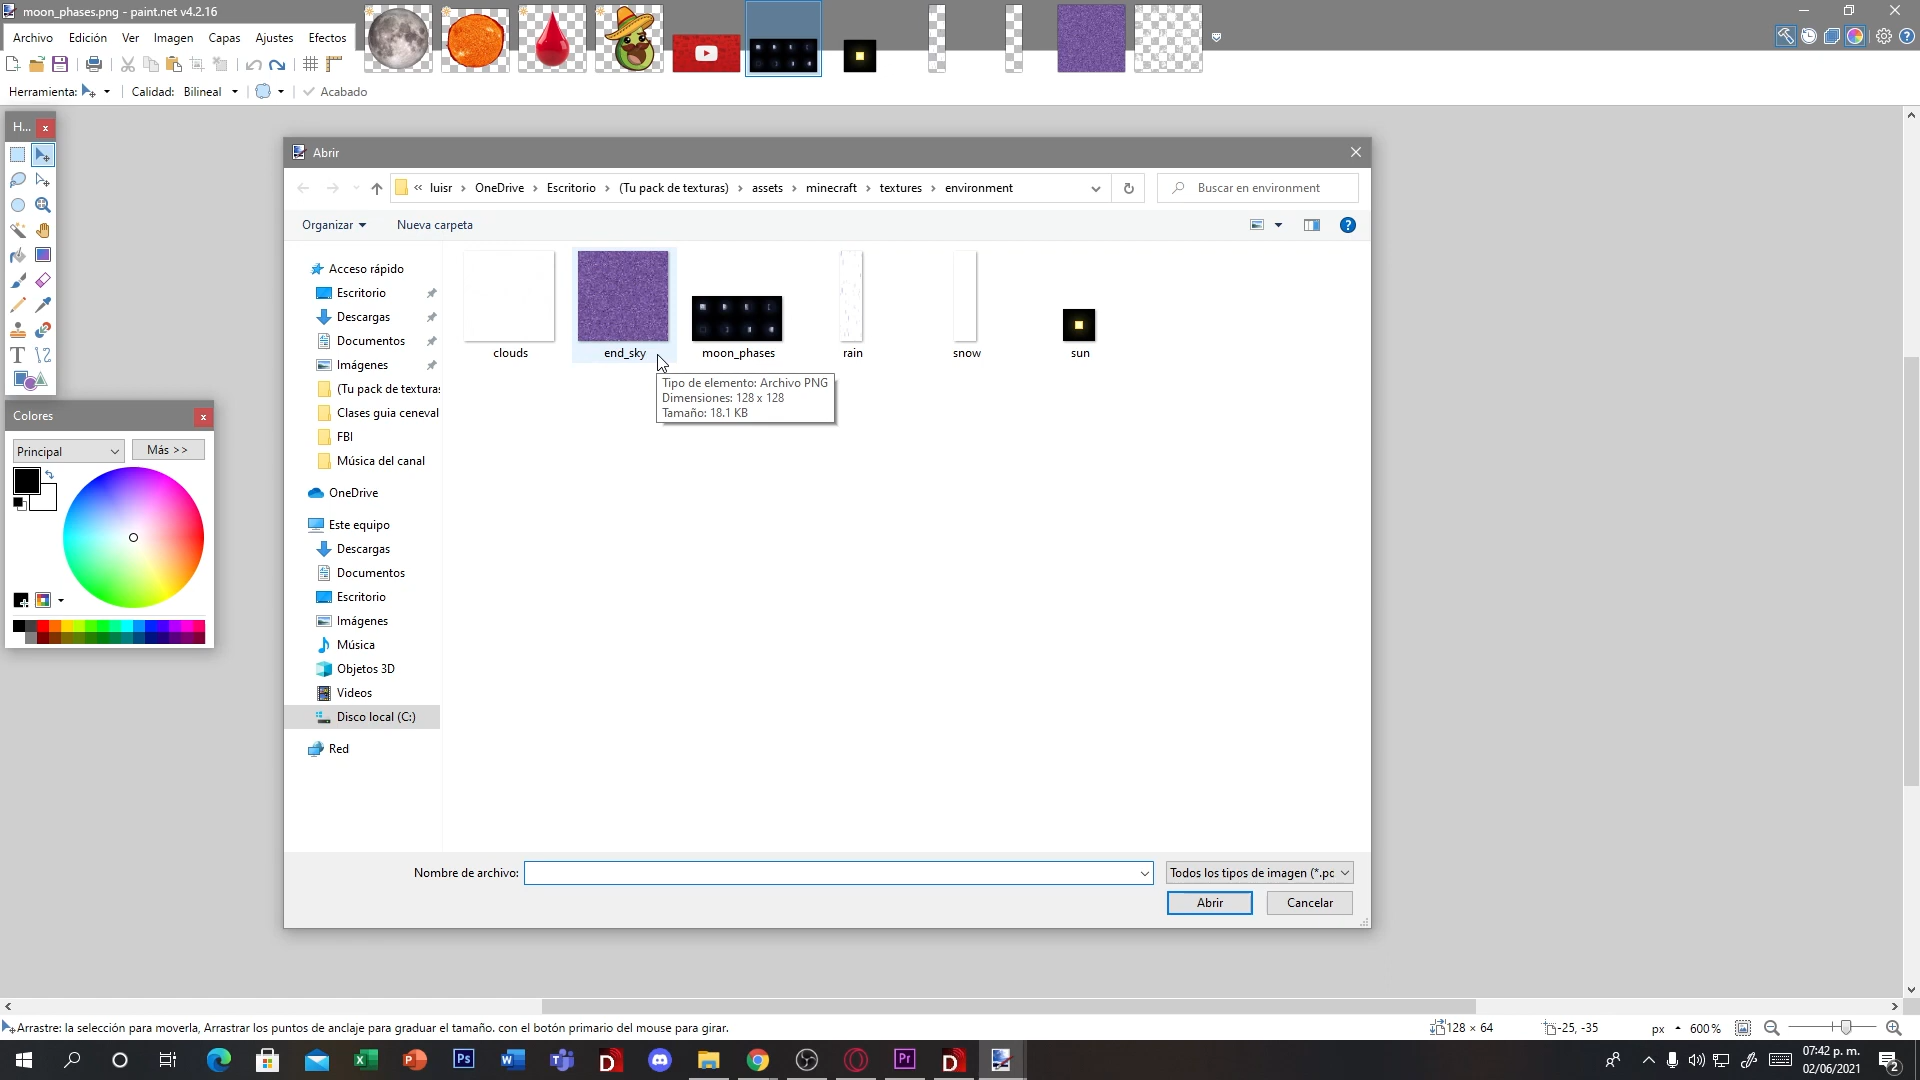 moon_phases.png - paint.net v4.2.16
Archivo Edición Ver Imagen Capas Ajustes Efectos
Herramienta: Calidad: Bilineal Acabado
H...
Abrir
« luisr > OneDrive > Escritorio > (Tu pack de texturas) > assets > minecraft > textures > environment
Buscar en environment
Organizar Nueva carpeta
Acceso rápido
Escritorio
Descargas
Documentos
Imágenes
(Tu pack de texturas
Clases guia ceneval
FBI
Música del canal
OneDrive
Este equipo
Descargas
Documentos
Escritorio
Imágenes
Música
Objetos 3D
Videos
Disco local (C:)
Red
clouds end_sky moon_phases rain snow sun
Tipo de elemento: Archivo PNG
Dimensiones: 128 x 128
Tamaño: 18.1 KB
Colores
Principal Más >>
Nombre de archivo: Todos los tipos de imagen (*.pc
Abrir Cancelar
Arrastre: la selección para moverla, Arrastrar los puntos de anclaje para graduar el tamaño. con el botón primario del mouse para girar.
128 × 64 -25, -35 px 600%
07:42 p. m.
02/06/2021
2